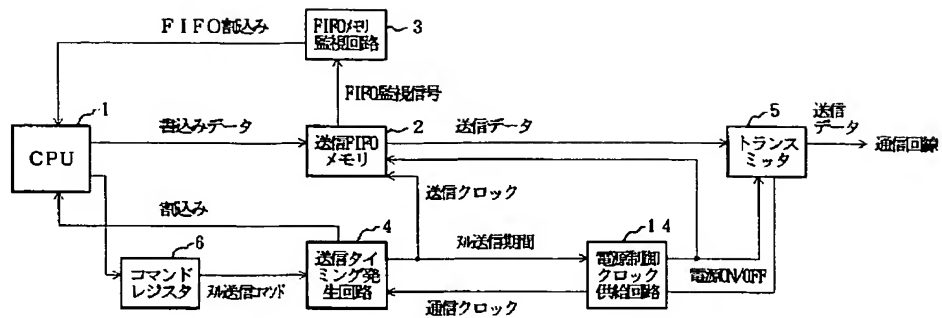 FIFO割込み
FIFOメモリ
監視回路
3
FIFO監視信号
1
CPU
書込みデータ
2
送信FIFO
メモリ
送信データ
5
トランス
ミッタ
送信
データ
通信回線
送信クロック
割込み
4
送信タイ
ミング発
生回路
ヌル送信期間
14
電源制御
クロック
供給回路
電源ON/OFF
6
コマンド
レジスタ
ヌル送信コマンド
通信クロック